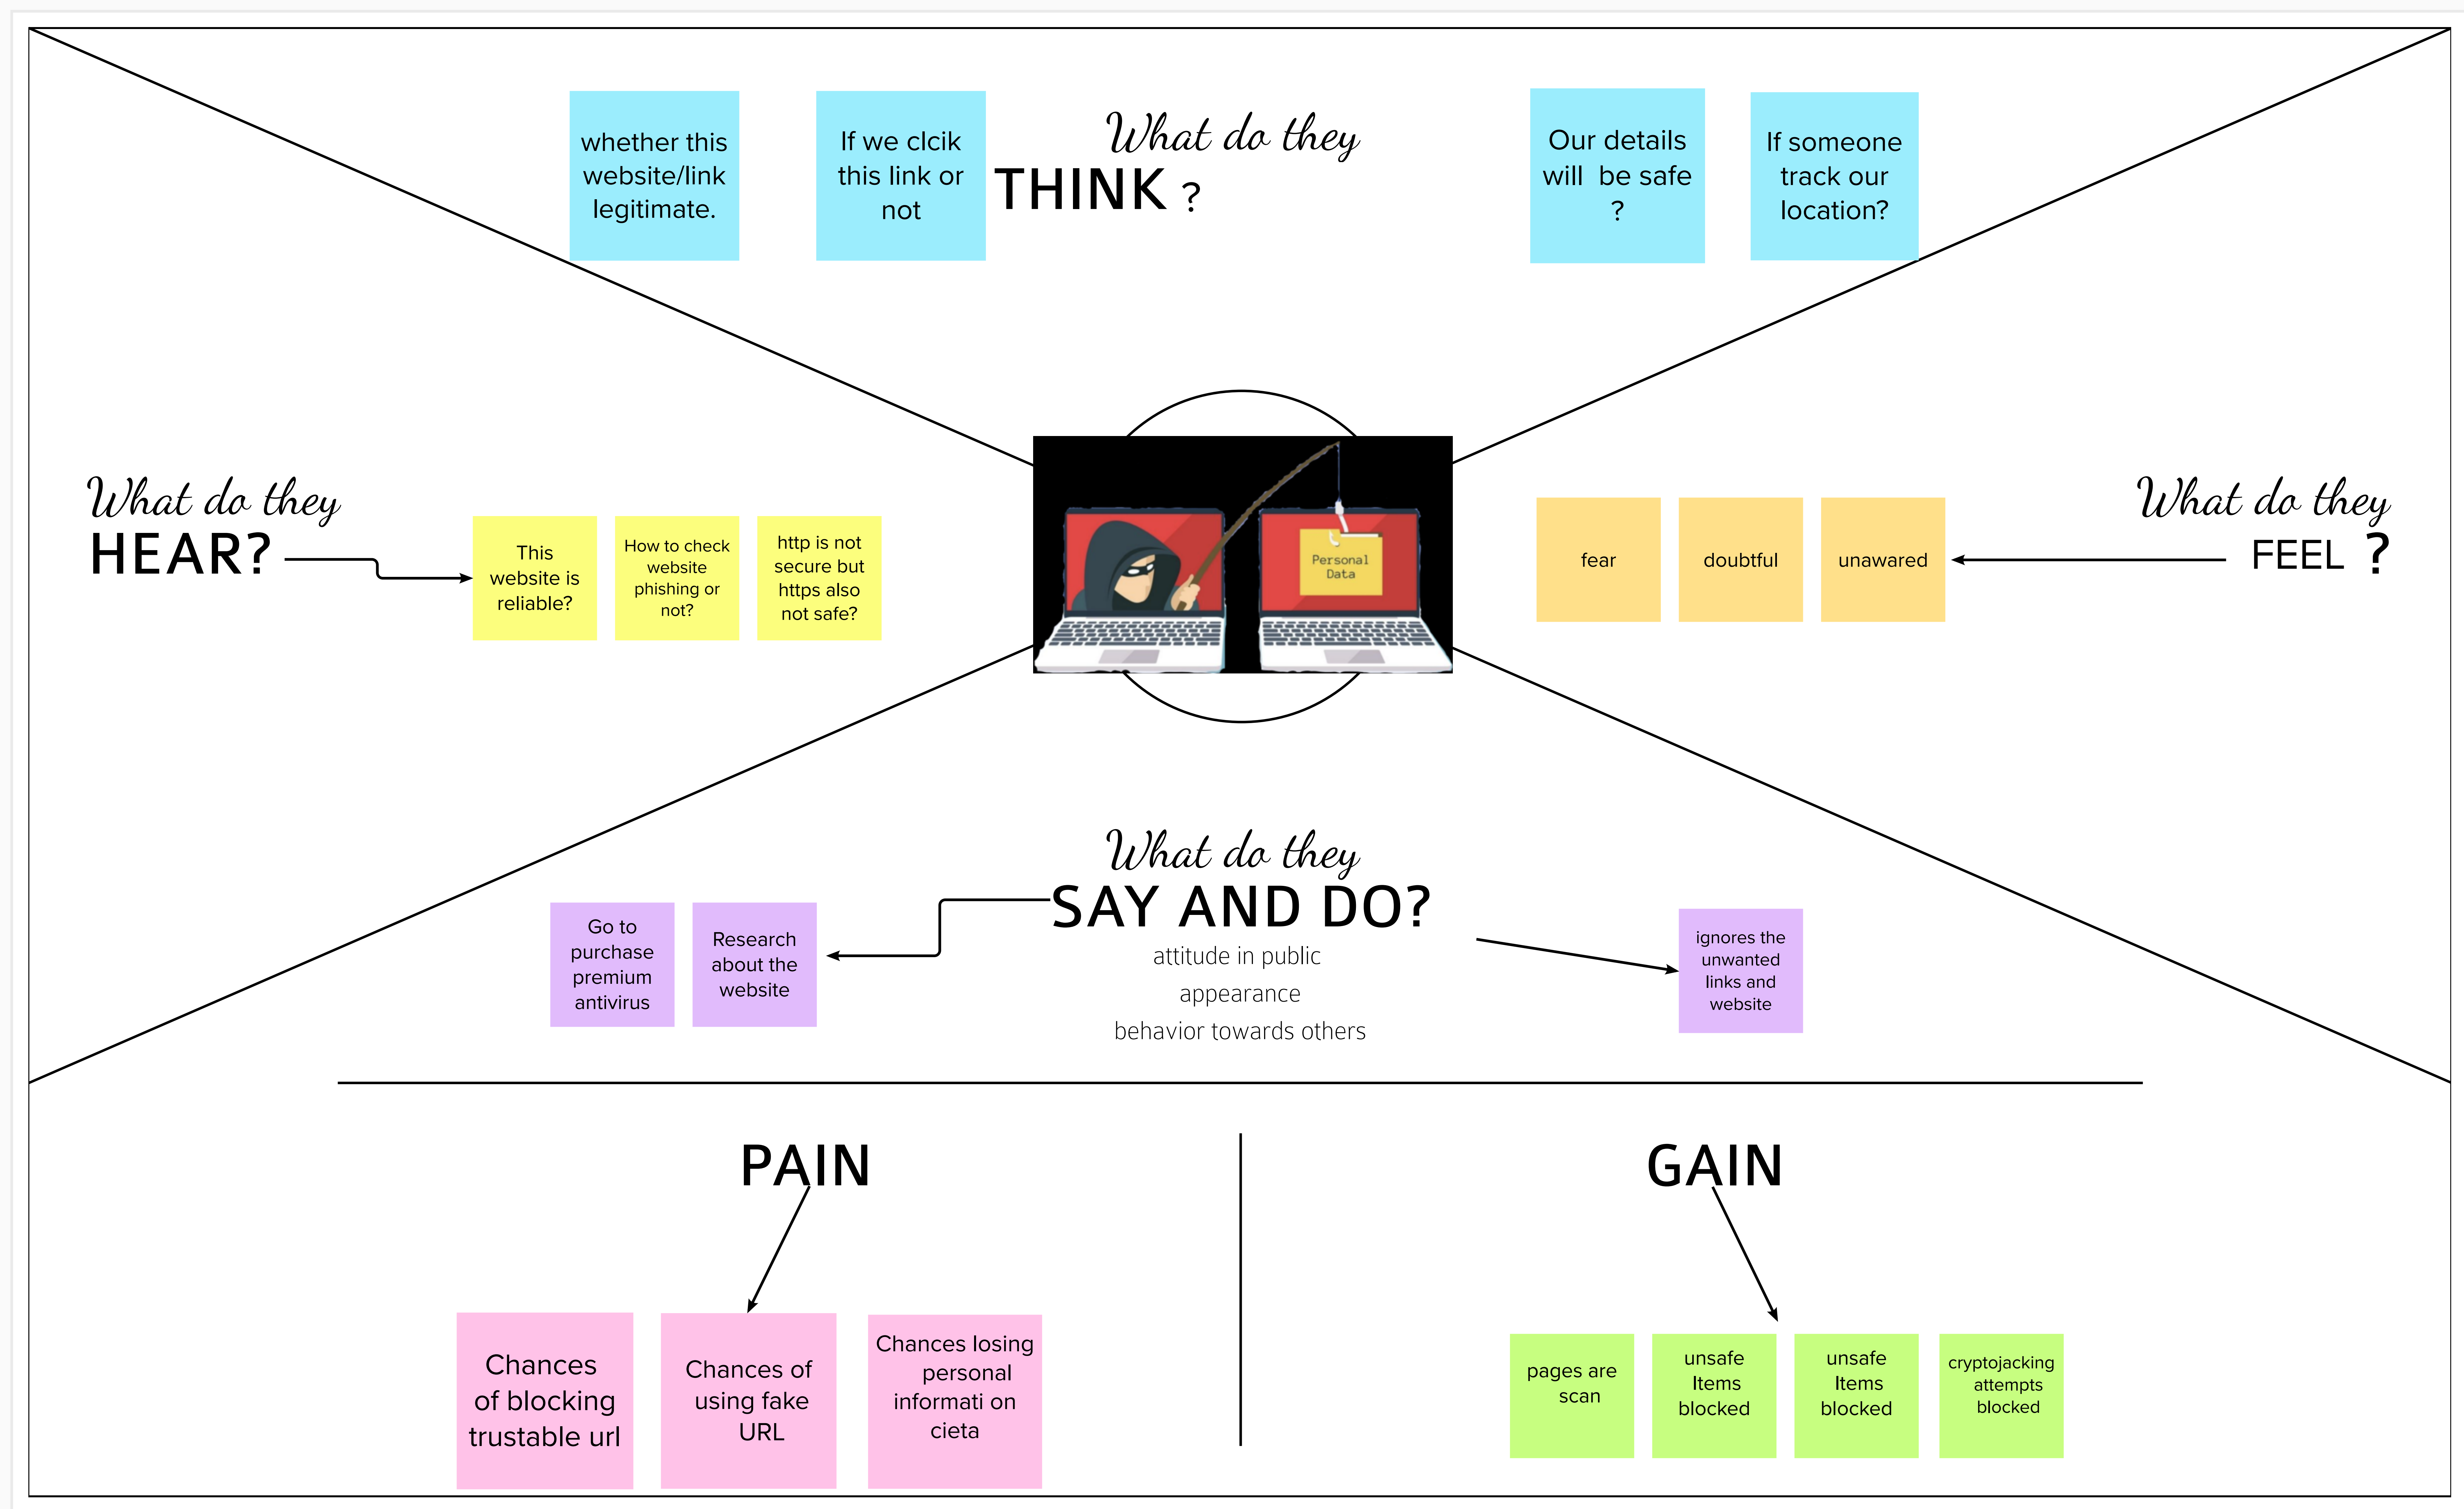 whether this
website/link
legitimate.
If we clcik
this link or
not
What do they
THINK ?
Our details
will be safe
?
If someone
track our
location?
What do they
HEAR?
This
website is
reliable?
How to check
website
phishing or
not?
http is not
secure but
https also
not safe?
Personal
Data
fear
doubtful
unawared
What do they
FEEL ?
What do they
SAY AND DO?
attitude in public
appearance
behavior towards others
Go to
purchase
premium
antivirus
Research
about the
website
ignores the
unwanted
links and
website
PAIN
Chances
of blocking
trustable url
Chances of
using fake
URL
Chances losing
personal
informati on
cieta
GAIN
pages are
scan
unsafe
Items
blocked
unsafe
Items
blocked
cryptojacking
attempts
blocked